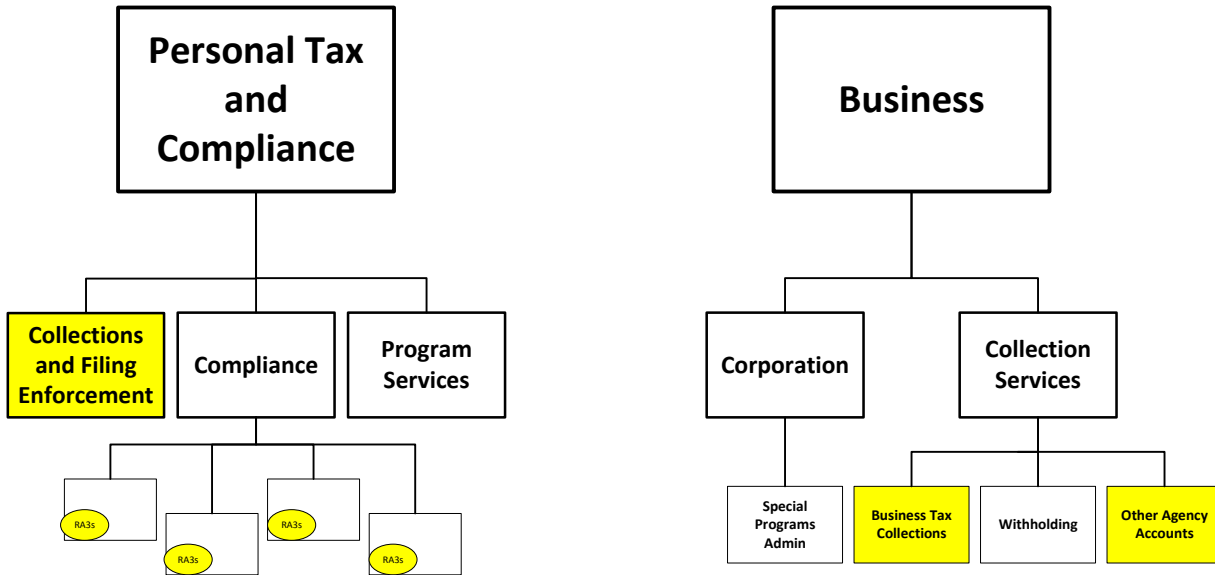 Personal Tax
and
Compliance
Business
Collections
and Filing
Enforcement
Compliance
Program
Services
Corporation
Collection
Services
RA3s
RA3s
RA3s
RA3s
Special
Programs
Admin
Business Tax
Collections
Withholding
Other Agency
Accounts